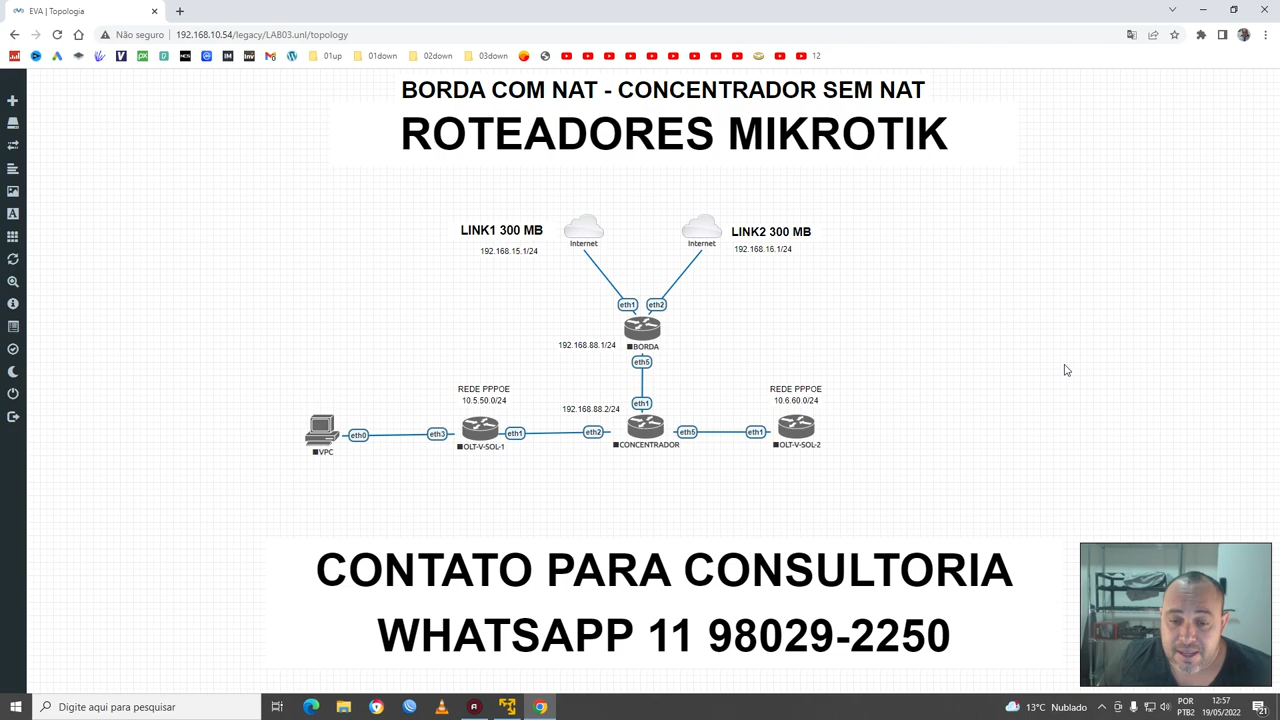 EVA | Topologia
Não seguro
192.168.10.54/legacy/LAB03.unl/topology
01up
01down
02down
03down
12
BORDA COM NAT - CONCENTRADOR SEM NAT
ROTEADORES MIKROTIK
LINK1 300 MB
192.168.15.1/24
Internet
Internet
LINK2 300 MB
192.168.16.1/24
eth1
eth2
192.168.88.1/24
BORDA
eth5
REDE PPPOE
10.5.50.0/24
192.168.88.2/24
eth1
REDE PPPOE
10.6.60.0/24
VPC
eth0
eth3
OLT-V-SOL-1
eth1
eth2
CONCENTRADOR
eth5
eth1
OLT-V-SOL-2
CONTATO PARA CONSULTORIA
WHATSAPP 11 98029-2250
Digite aqui para pesquisar
13°C Nublado
POR
PTB2
12:57
19/05/2022
21